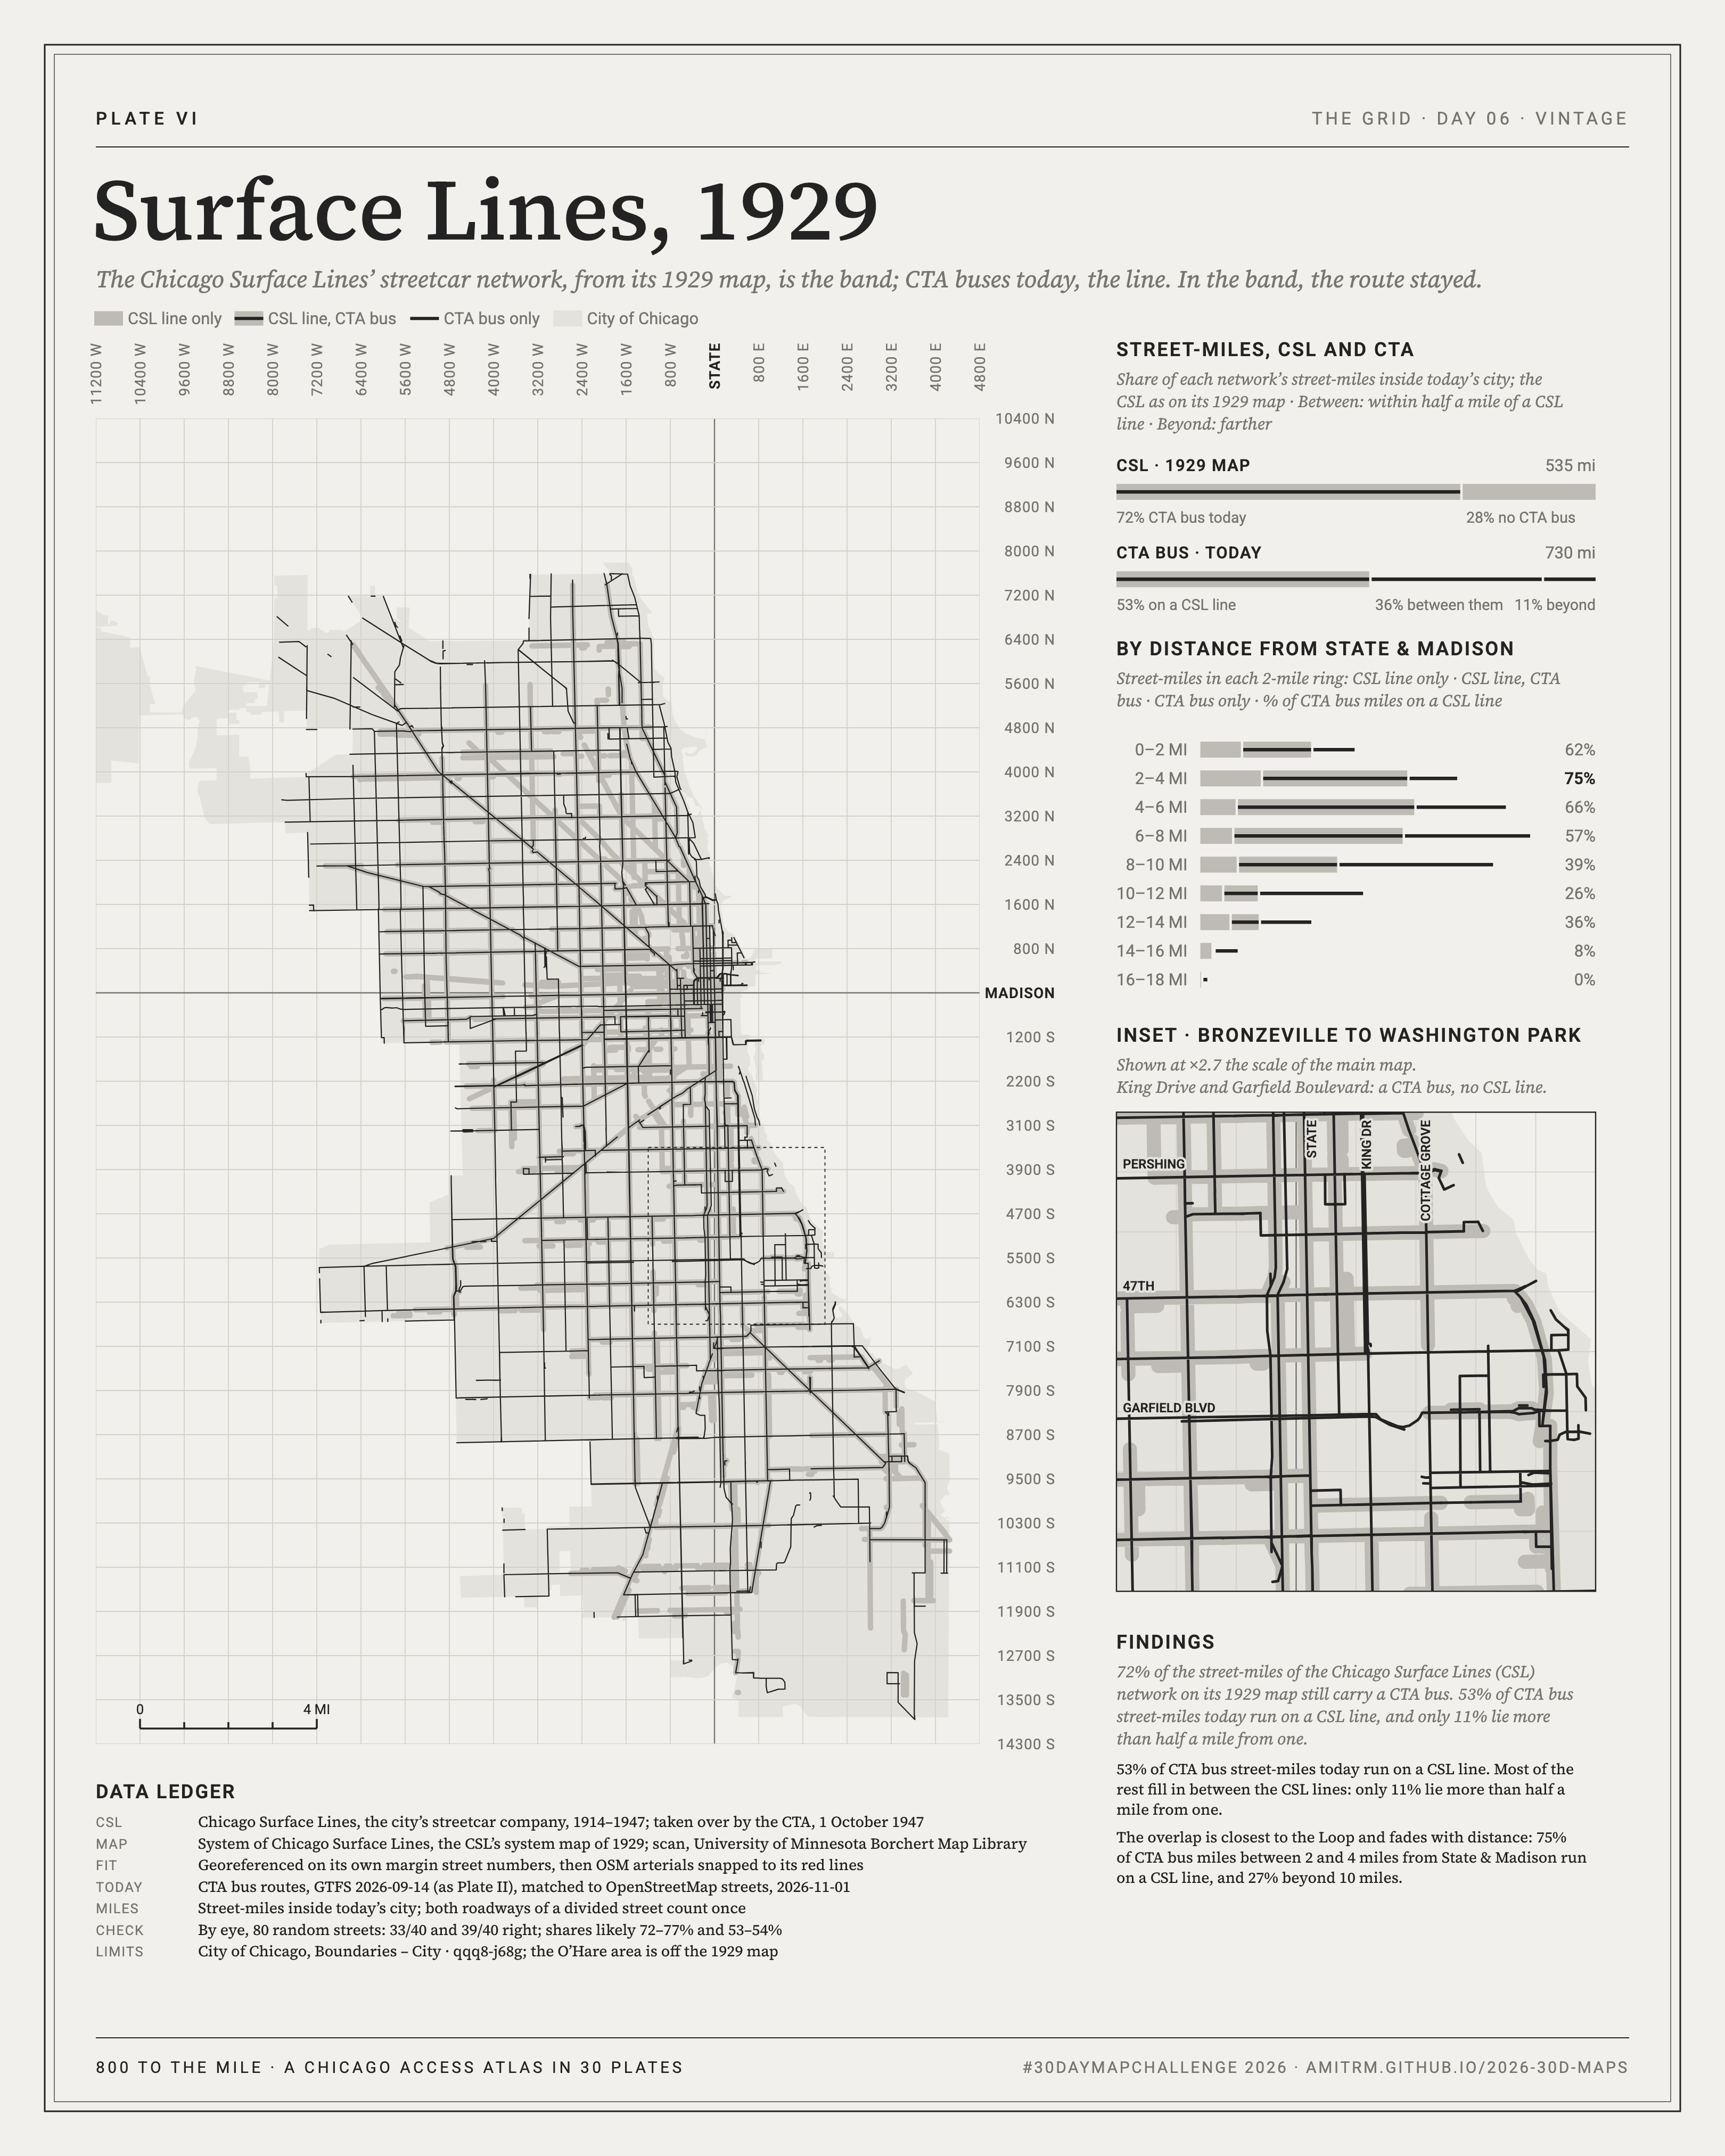 PLATE VI
THE GRID · DAY 06 · VINTAGE
Surface Lines, 1929
The Chicago Surface Lines’ streetcar network, from its 1929 map, is the band; CTA buses today, the line. In the band, the route stayed.
CSL line only
CSL line, CTA bus
CTA bus only
City of Chicago
11200 W
10400 W
9600 W
8800 W
8000 W
7200 W
6400 W
5600 W
4800 W
4000 W
3200 W
2400 W
1600 W
800 W
STATE
800 E
1600 E
2400 E
3200 E
4000 E
4800 E
10400 N
9600 N
8800 N
8000 N
7200 N
6400 N
5600 N
4800 N
4000 N
3200 N
2400 N
1600 N
800 N
MADISON
1200 S
2200 S
3100 S
3900 S
4700 S
5500 S
6300 S
7100 S
7900 S
8700 S
9500 S
10300 S
11100 S
11900 S
12700 S
13500 S
14300 S
0
4 MI
STREET-MILES, CSL AND CTA
Share of each network’s street-miles inside today’s city; the
CSL as on its 1929 map · Between: within half a mile of a CSL
line · Beyond: farther
CSL · 1929 MAP
535 mi
72% CTA bus today
28% no CTA bus
CTA BUS · TODAY
730 mi
53% on a CSL line
36% between them
11% beyond
BY DISTANCE FROM STATE & MADISON
Street-miles in each 2-mile ring: CSL line only · CSL line, CTA
bus · CTA bus only · % of CTA bus miles on a CSL line
0–2 MI
62%
2–4 MI
75%
4–6 MI
66%
6–8 MI
57%
8–10 MI
39%
10–12 MI
26%
12–14 MI
36%
14–16 MI
8%
16–18 MI
0%
INSET · BRONZEVILLE TO WASHINGTON PARK
Shown at ×2.7 the scale of the main map.
King Drive and Garfield Boulevard: a CTA bus, no CSL line.
STATE
KING DR
COTTAGE GROVE
PERSHING
47TH
GARFIELD BLVD
FINDINGS
72% of the street-miles of the Chicago Surface Lines (CSL)
network on its 1929 map still carry a CTA bus. 53% of CTA bus
street-miles today run on a CSL line, and only 11% lie more
than half a mile from one.
53% of CTA bus street-miles today run on a CSL line. Most of the
rest fill in between the CSL lines: only 11% lie more than half a
mile from one.
The overlap is closest to the Loop and fades with distance: 75%
of CTA bus miles between 2 and 4 miles from State & Madison run
on a CSL line, and 27% beyond 10 miles.
DATA LEDGER
CSL Chicago Surface Lines, the city’s streetcar company, 1914–1947; taken over by the CTA, 1 October 1947
MAP System of Chicago Surface Lines, the CSL’s system map of 1929; scan, University of Minnesota Borchert Map Library
FIT Georeferenced on its own margin street numbers, then OSM arterials snapped to its red lines
TODAY CTA bus routes, GTFS 2026-09-14 (as Plate II), matched to OpenStreetMap streets, 2026-11-01
MILES Street-miles inside today’s city; both roadways of a divided street count once
CHECK By eye, 80 random streets: 33/40 and 39/40 right; shares likely 72–77% and 53–54%
LIMITS City of Chicago, Boundaries – City · qqq8-j68g; the O’Hare area is off the 1929 map
800 TO THE MILE · A CHICAGO ACCESS ATLAS IN 30 PLATES
#30DAYMAPCHALLENGE 2026 · AMITRM.GITHUB.IO/2026-30D-MAPS